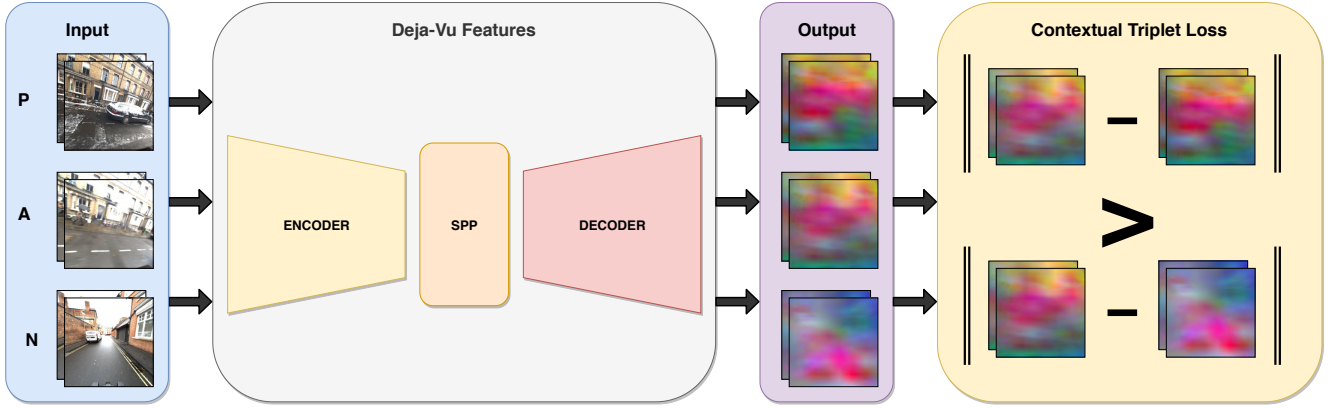 Input
Deja-Vu Features
Output
Contextual Triplet Loss
P
A
N
ENCODER
SPP
DECODER
‖ − ‖
>
‖ − ‖